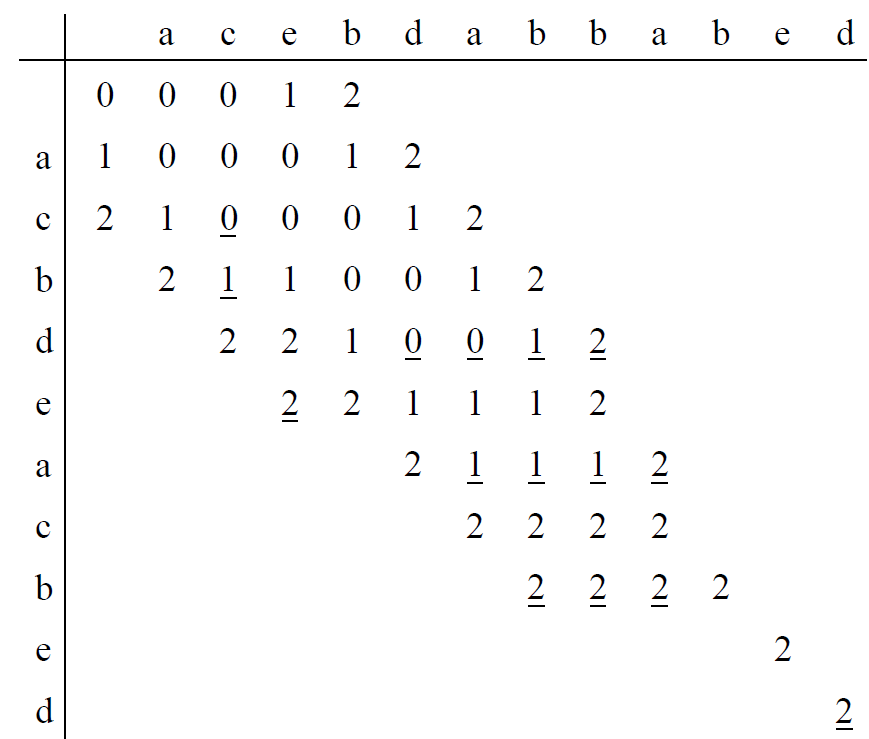 a c e b d a b b a b e d
0 0 0 1 2
a 1 0 0 0 1 2
c 2 1 0 0 0 1 2
b 2 1 1 0 0 1 2
d 2 2 1 0 0 1 2
e 2 2 1 1 1 2
a 2 1 1 1 2
c 2 2 2 2
b 2 2 2 2
e 2
d 2